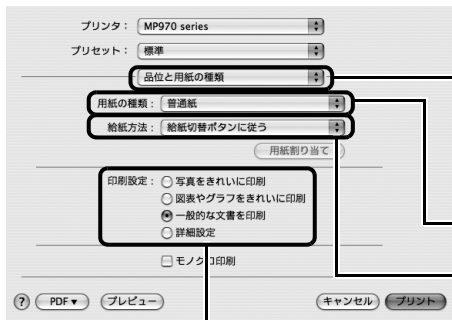 プリンタ： MP970 series
プリセット： 標準
品位と用紙の種類
用紙の種類： 普通紙
給紙方法： 給紙切替ボタンに従う
用紙割り当て
印刷設定： 写真をきれいに印刷
図表やグラフをきれいに印刷
一般的な文書を印刷
詳細設定
モノクロ印刷
? PDF▼ プレビュー キャンセル プリント